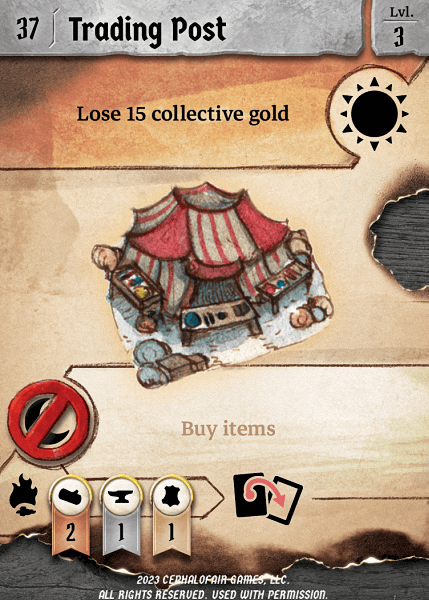 37 Trading Post
Lvl.
3
Lose 15 collective gold
Buy items
2 1 1
2023 CEPHALOFAIR GAMES, LLC.
ALL RIGHTS RESERVED. USED WITH PERMISSION.